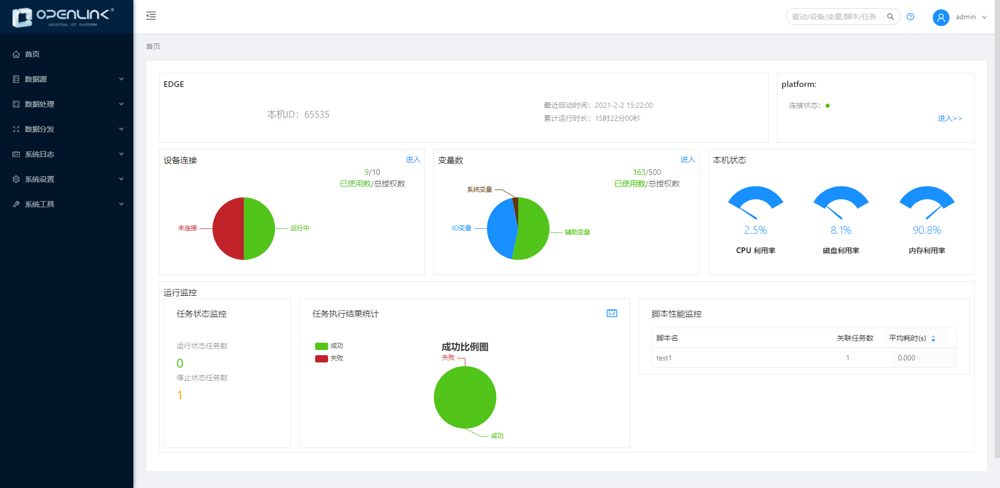 OPENLINK®
INDUSTRIAL IOT PLATFORM
驱动/设备/变量/脚本/任务
admin
首页
数据源
数据处理
数据分发
系统日志
系统设置
系统工具
首页
EDGE
本机ID：65535
最近启动时间：2021-2-2 15:22:00
累计运行时长：15时22分00秒
platform:
连接状态：
进入>>
设备连接
进入
9/10
已使用数/总授权数
未连接
运行中
变量数
进入
163/500
已使用数/总授权数
系统变量
IO变量
辅助变量
本机状态
2.5%
8.1%
90.8%
CPU 利用率
磁盘利用率
内存利用率
运行监控
任务状态监控
运行状态任务数
0
停止状态任务数
1
任务执行结果统计
成功
失败
成功比例图
失败
成功
脚本性能监控
脚本名 关联任务数 平均耗时(s)
test1 1 0.000